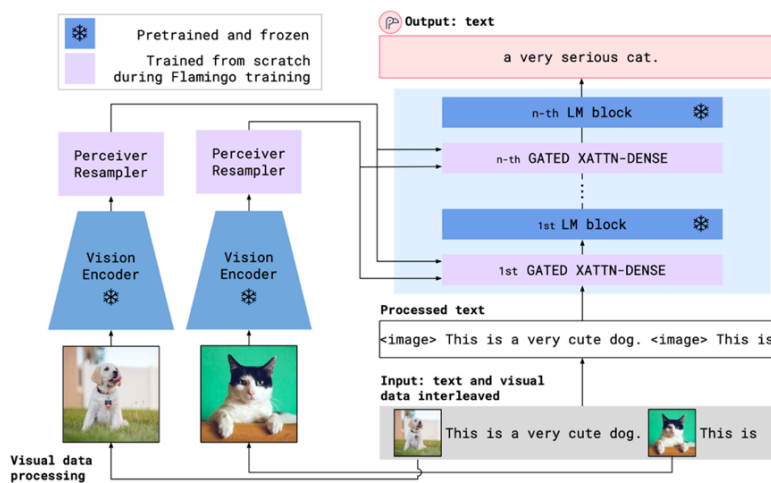 Pretrained and frozen
Trained from scratch
during Flamingo training
Output: text
a very serious cat.
n-th LM block
n-th GATED XATTN-DENSE
1st LM block
1st GATED XATTN-DENSE
Perceiver
Resampler
Perceiver
Resampler
Vision
Encoder
Vision
Encoder
Processed text
<image> This is a very cute dog. <image> This is
Input: text and visual
data interleaved
This is a very cute dog.
This is
Visual data
processing